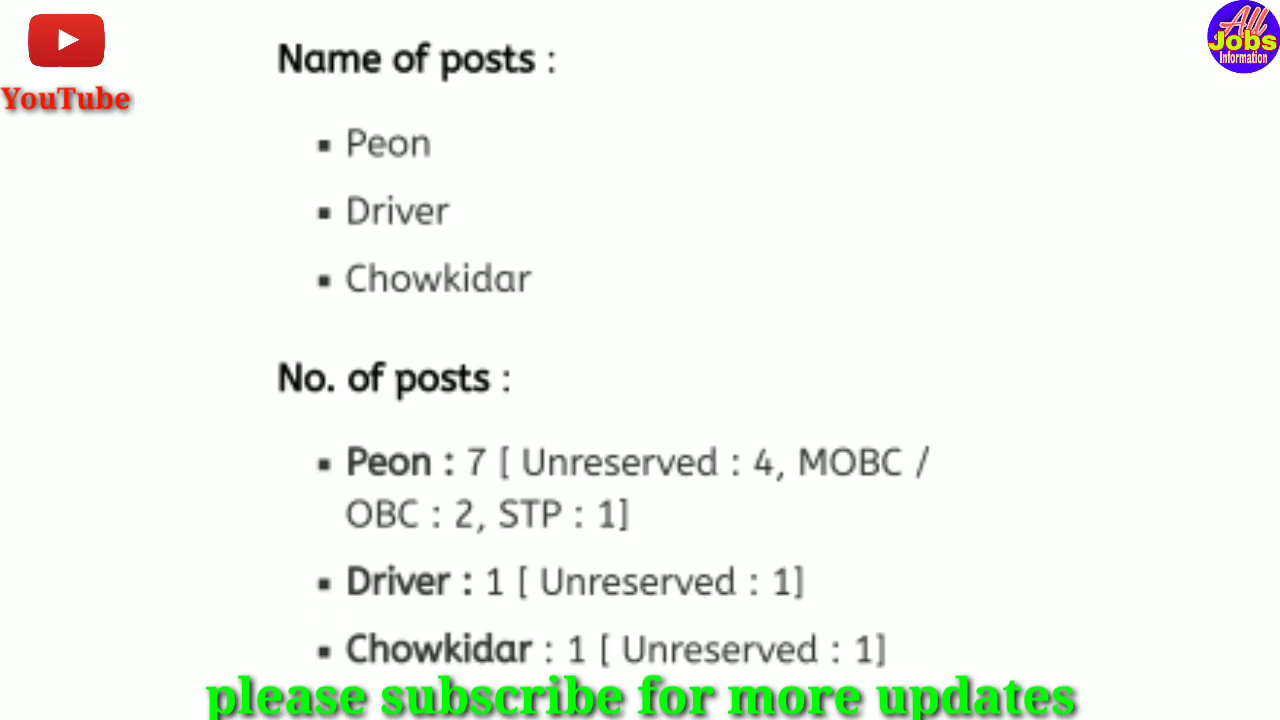 YouTube
All
Jobs
Information
Name of posts :
▪ Peon
▪ Driver
▪ Chowkidar
No. of posts :
▪ Peon : 7 [ Unreserved : 4, MOBC /
OBC : 2, STP : 1]
▪ Driver : 1 [ Unreserved : 1]
▪ Chowkidar : 1 [ Unreserved : 1]
please subscribe for more updates